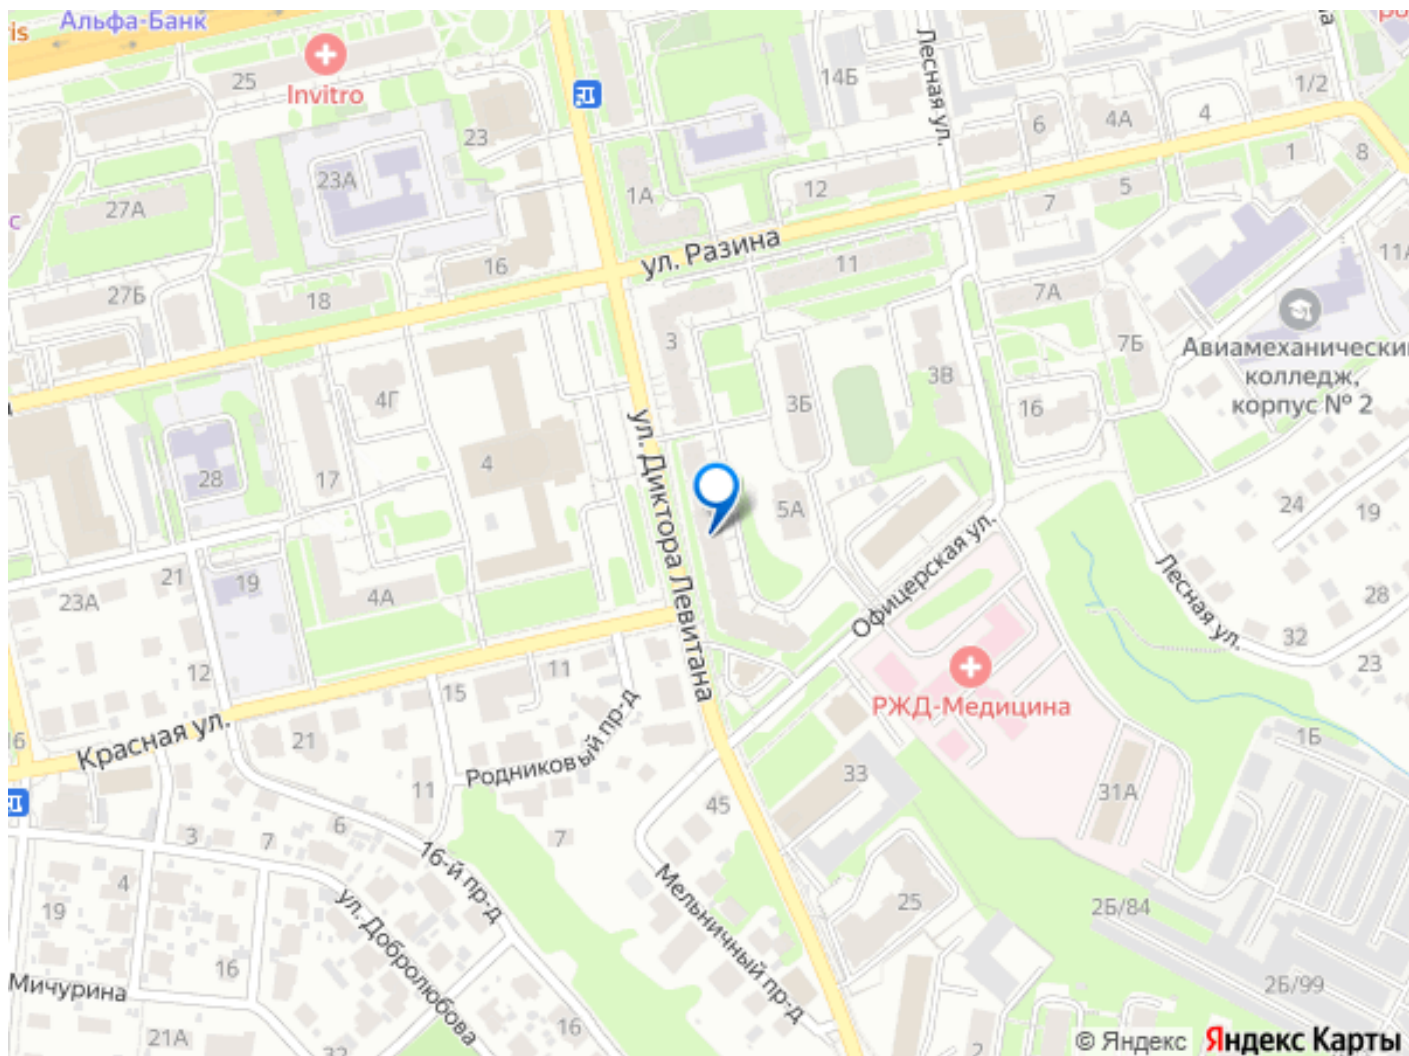 is
Альфа-Банк
25
Invitro
23
23А
27А
с
27Б
18
16
1А
14Б
Лесная ул.
12
6
4А
4
1/2
1
8
5
7
ул. Разина
11
11А
7А
7Б
Авиамеханический
колледж,
корпус № 2
3
3Б
3В
16
4Г
17
28
4
ул. Диктора Левитана
5А
24
19
28
32
23
Лесная ул.
Офицерская ул.
РЖД-Медицина
21
19
23А
4А
12
11
15
21
16
Красная ул.
Родниковый пр-д
11
7
45
33
31А
1Б
25
2Б/84
2Б/99
Мельничный пр-д
3
7
6
4
19
16
16-й пр-д
ул. Добролюбова
Мичурина
21А
16
© Яндекс Яндекс Карты